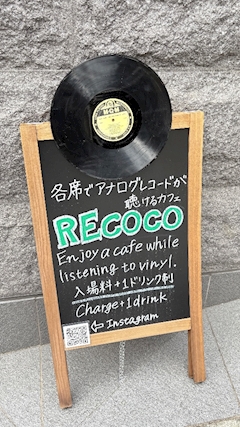 MGM
各席でアナログレコードが
聴けるカフェ
RECOCO
Enjoy a cafe while
listening to vinyl.
入場料+1ドリンク制
Charge+1drink
⇦ Instagram